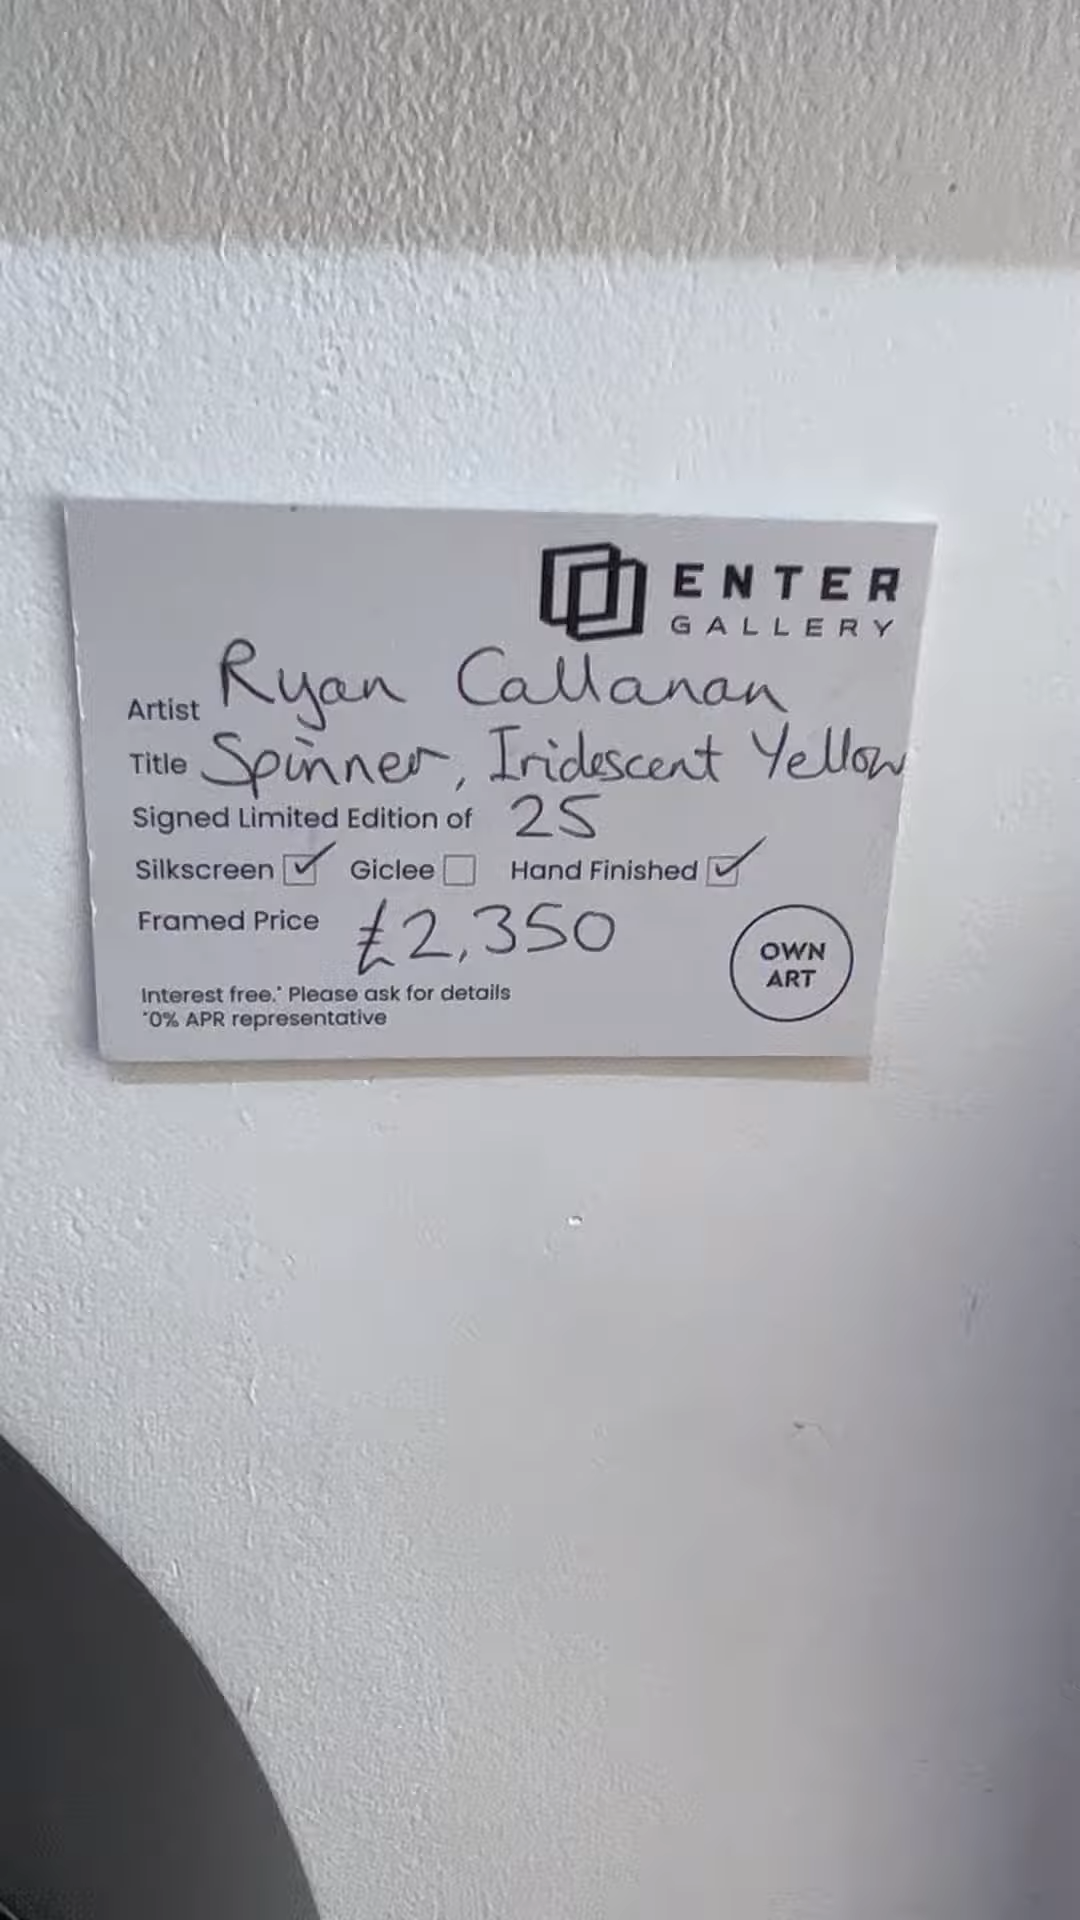 ENTER
GALLERY
Artist Ryan Callanan
Title Spinner, Iridescent Yellow
Signed Limited Edition of 25
Silkscreen ✓ Giclee Hand Finished ✓
Framed Price £2,350
Interest free.* Please ask for details
*0% APR representative
OWN
ART